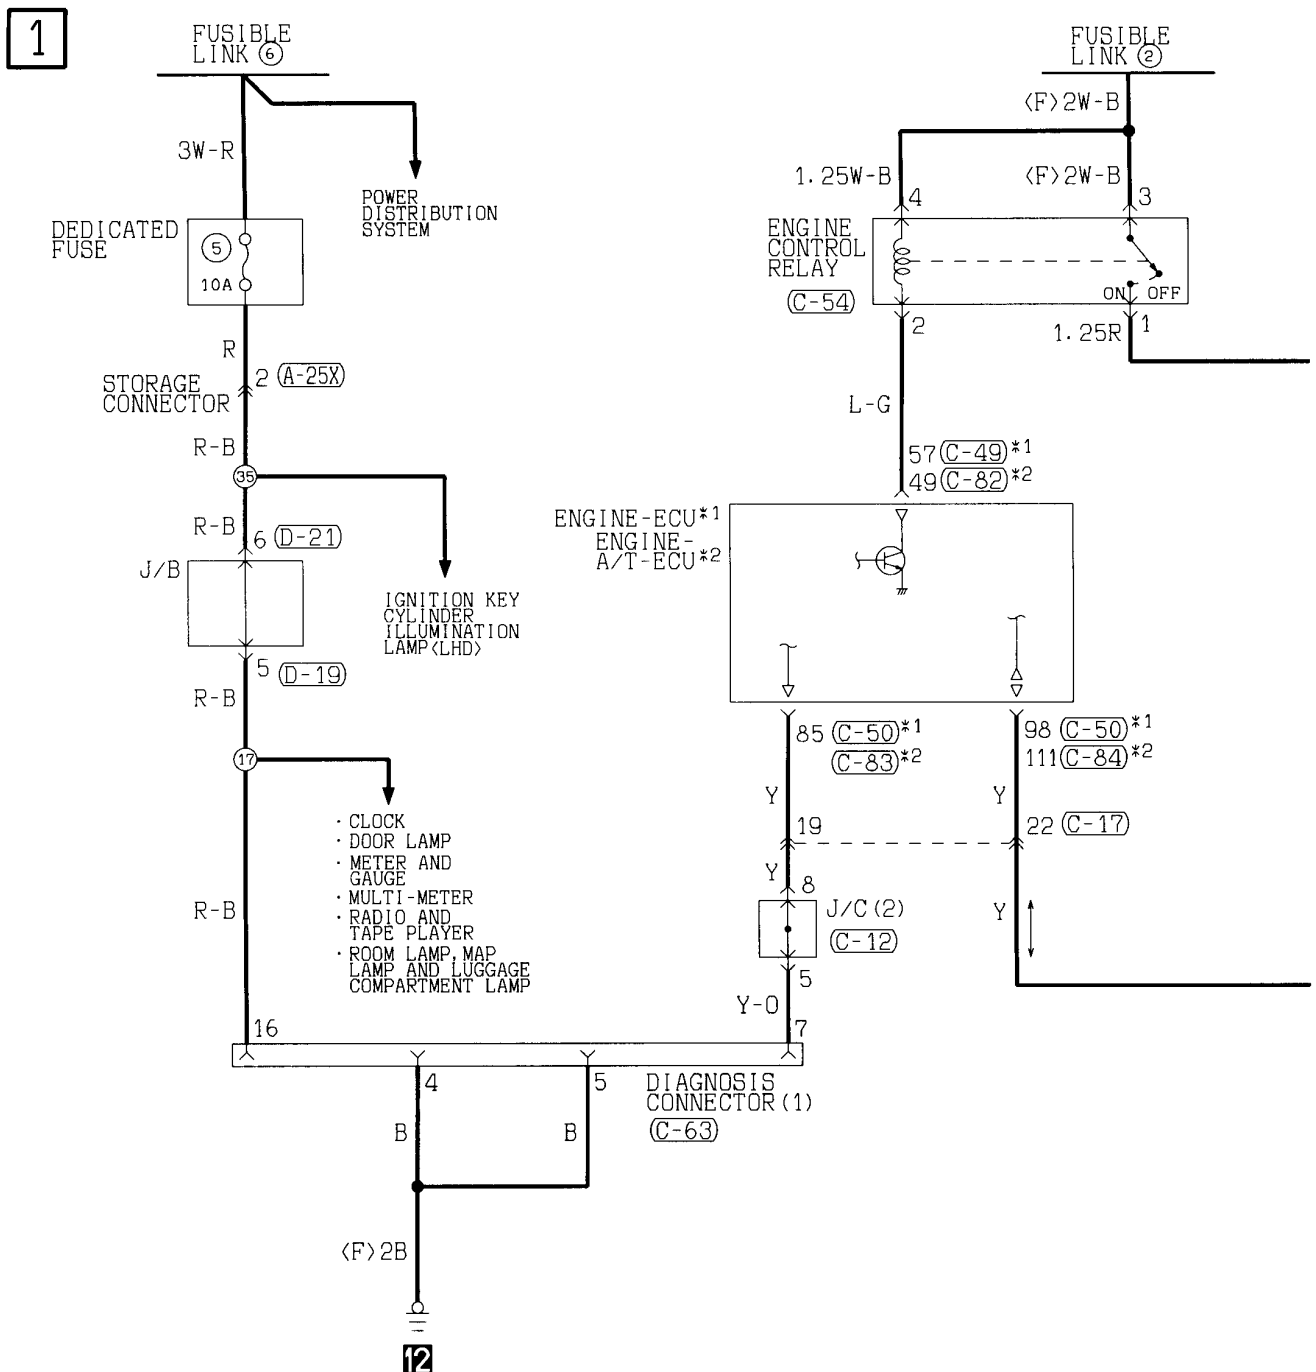 1
FUSIBLE
LINK ⑥
3W-R
POWER
DISTRIBUTION
SYSTEM
DEDICATED
FUSE
⑤
10A
R
STORAGE
CONNECTOR
2 (A-25X)
R-B
㉟
R-B
6 (D-21)
J/B
IGNITION KEY
CYLINDER
ILLUMINATION
LAMP<LHD>
5 (D-19)
R-B
⑰
· CLOCK
· DOOR LAMP
· METER AND
GAUGE
· MULTI-METER
· RADIO AND
TAPE PLAYER
· ROOM LAMP, MAP
LAMP AND LUGGAGE
COMPARTMENT LAMP
R-B
16
FUSIBLE
LINK ②
<F>2W-B
1.25W-B
<F>2W-B
4
3
ENGINE
CONTROL
RELAY
(C-54)
ON OFF
2
1.25R
1
L-G
57 (C-49)*1
49 (C-82)*2
ENGINE-ECU*1
ENGINE-
A/T-ECU*2
85 (C-50)*1
(C-83)*2
98 (C-50)*1
111 (C-84)*2
Y
Y
19
22 (C-17)
Y
8
J/C (2)
(C-12)
Y
5
Y-O
7
4
5
DIAGNOSIS
CONNECTOR (1)
(C-63)
B
B
<F>2B
12